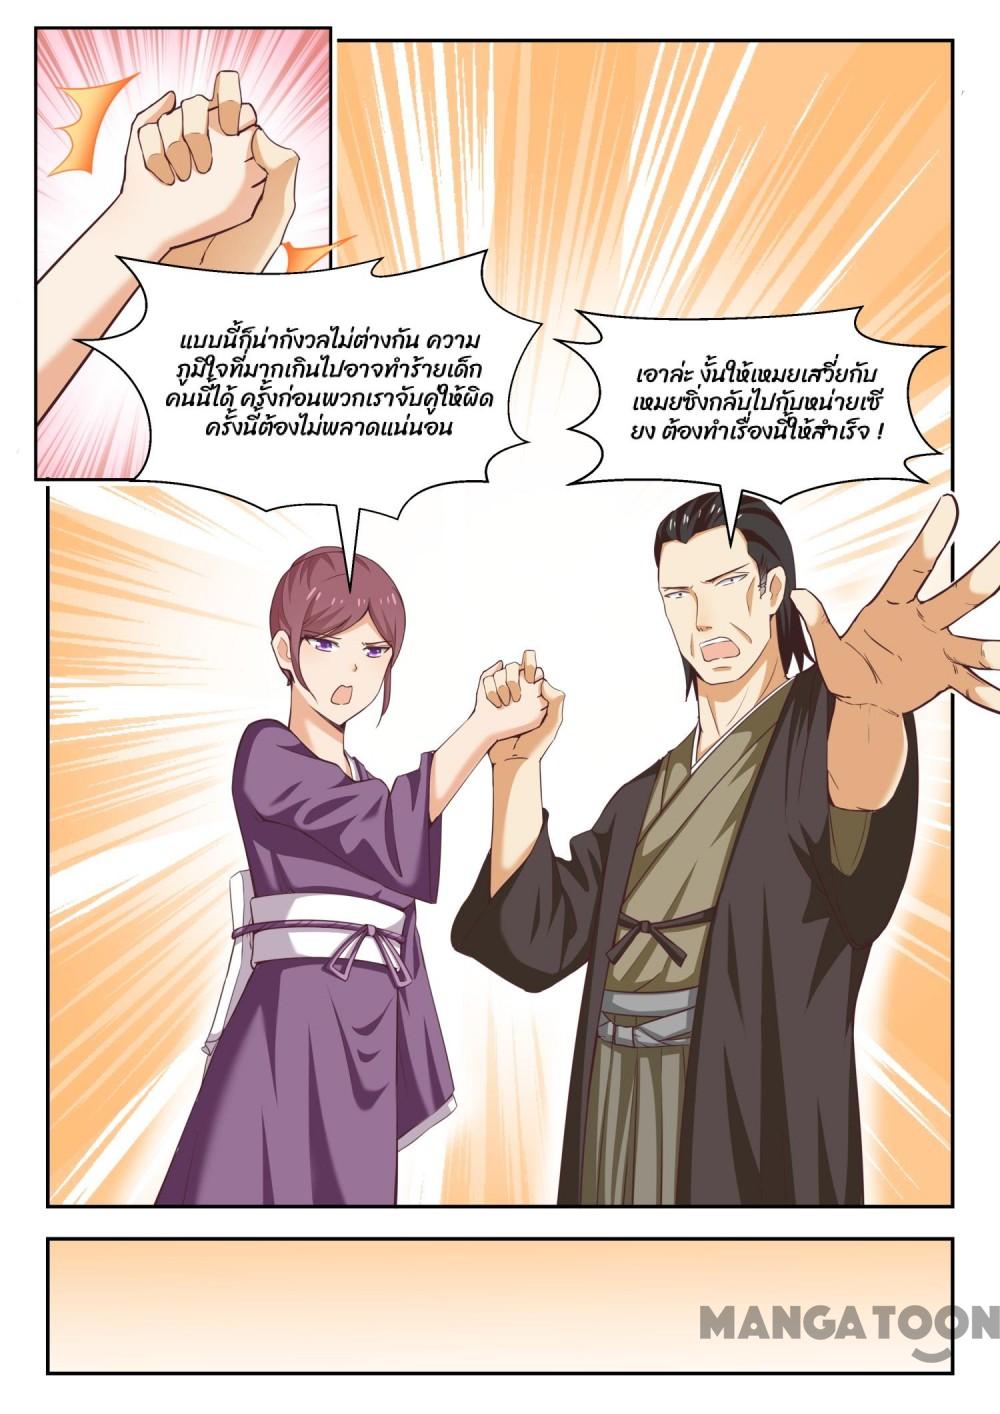 แบบนี้ก็น่ากังวลไม่ต่างกัน ความ
ภูมิใจที่มากเกินไปอาจทำร้ายเด็ก
คนนี้ได้ ครั้งก่อนพวกเราจับคู่ให้ผิด
ครั้งนี้ต้องไม่พลาดแน่นอน
เอาล่ะ งั้นให้เหมยเสวี่ยกับ
เหมยซิ่งกลับไปกับหน่ายเซี
ยง ต้องทำเรื่องนี้ให้สำเร็จ !
MANGATOON